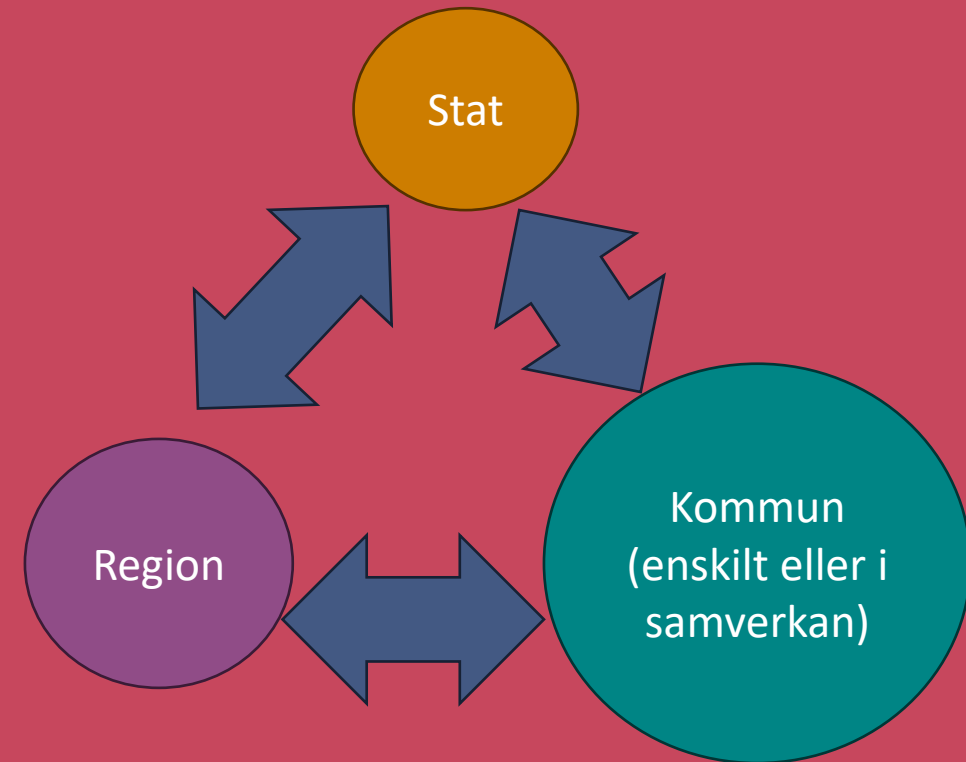 Stat
Region
Kommun
(enskilt eller i
samverkan)